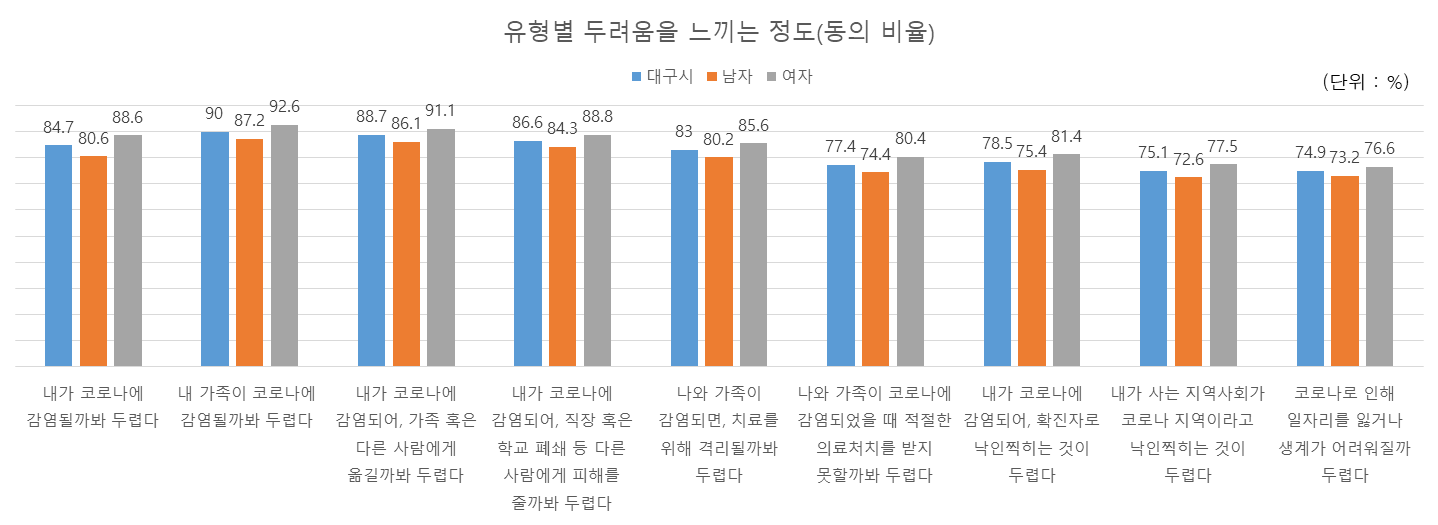 유형별 두려움을 느끼는 정도(동의 비율)
대구시 남자 여자
(단위 : %)
84.7 80.6 88.6
90 87.2 92.6
88.7 86.1 91.1
86.6 84.3 88.8
83 80.2 85.6
77.4 74.4 80.4
78.5 75.4 81.4
75.1 72.6 77.5
74.9 73.2 76.6
내가 코로나에
감염될까봐 두렵다
내 가족이 코로나에
감염될까봐 두렵다
내가 코로나에
감염되어, 가족 혹은
다른 사람에게
옮길까봐 두렵다
내가 코로나에
감염되어, 직장 혹은
학교 폐쇄 등 다른
사람에게 피해를
줄까봐 두렵다
나와 가족이
감염되면, 치료를
위해 격리될까봐
두렵다
나와 가족이 코로나에
감염되었을 때 적절한
의료처치를 받지
못할까봐 두렵다
내가 코로나에
감염되어, 확진자로
낙인찍히는 것이
두렵다
내가 사는 지역사회가
코로나 지역이라고
낙인찍히는 것이
두렵다
코로나로 인해
일자리를 잃거나
생계가 어려워질까
두렵다